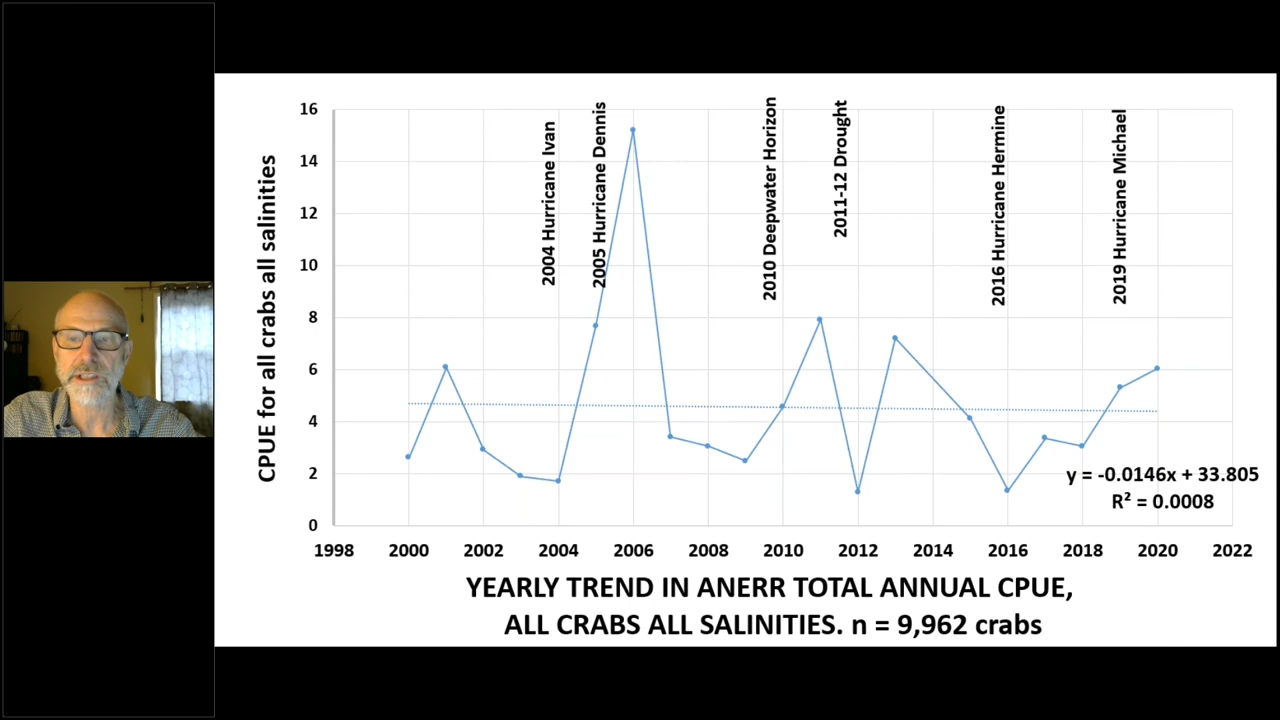 16
14
12
10
8
6
4
2
0
CPUE for all crabs all salinities
2004 Hurricane Ivan
2005 Hurricane Dennis
2010 Deepwater Horizon
2011-12 Drought
2016 Hurricane Hermine
2019 Hurricane Michael
y = -0.0146x + 33.805
R² = 0.0008
1998 2000 2002 2004 2006 2008 2010 2012 2014 2016 2018 2020 2022
YEARLY TREND IN ANERR TOTAL ANNUAL CPUE,
ALL CRABS ALL SALINITIES. n = 9,962 crabs